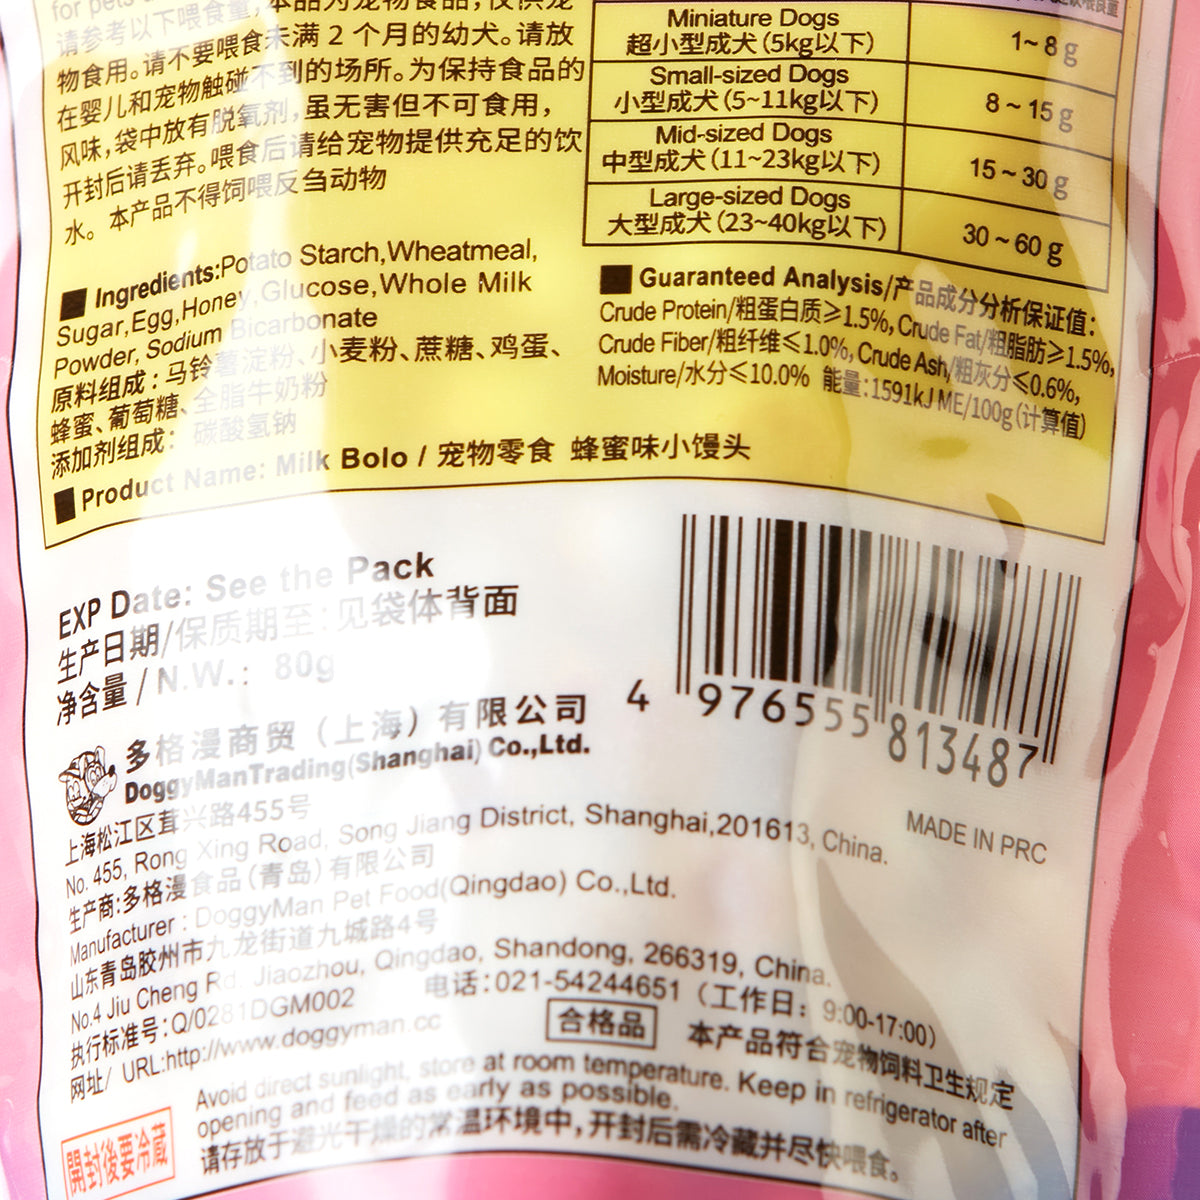 for pets
请参考以下喂食量,本品为宠物食品,仅供宠
物食用。请不要喂食未满 2 个月的幼犬。请放
在婴儿和宠物触碰不到的场所。为保持食品的
风味,袋中放有脱氧剂,虽无害但不可食用,
开封后请丢弃。喂食后请给宠物提供充足的饮
水。本产品不得饲喂反刍动物
Miniature Dogs
超小型成犬(5kg以下)
1~8 g
Small-sized Dogs
小型成犬(5~11kg以下)
8~15 g
Mid-sized Dogs
中型成犬(11~23kg以下)
15~30 g
Large-sized Dogs
大型成犬(23~40kg以下)
30~60 g
■ Ingredients:Potato Starch,Wheatmeal,
Sugar,Egg,Honey,Glucose,Whole Milk
Powder, Sodium Bicarbonate
原料组成:马铃薯淀粉、小麦粉、蔗糖、鸡蛋、
蜂蜜、葡萄糖、全脂牛奶粉
添加剂组成:碳酸氢钠
■ Guaranteed Analysis/产品成分分析保证值:
Crude Protein/粗蛋白质≥1.5%, Crude Fat/粗脂肪≥1.5%,
Crude Fiber/粗纤维≤1.0%, Crude Ash/粗灰分≤0.6%,
Moisture/水分≤10.0% 能量:1591kJ ME/100g(计算值)
■ Product Name: Milk Bolo / 宠物零食 蜂蜜味小馒头
EXP Date: See the Pack
生产日期/保质期至:见袋体背面
净含量 / N.W.: 80g
4 976555 813487
MADE IN PRC
多格漫商贸(上海)有限公司
DoggyManTrading(Shanghai) Co.,Ltd.
上海松江区茸兴路455号
No. 455, Rong Xing Road, Song Jiang District, Shanghai,201613, China.
生产商:多格漫食品(青岛)有限公司
Manufacturer : DoggyMan Pet Food(Qingdao) Co.,Ltd.
山东青岛胶州市九龙街道九城路4号
No.4 Jiu Cheng Rd. Jiaozhou, Qingdao, Shandong, 266319, China.
执行标准号:Q/0281DGM002
电话:021-54244651(工作日: 9:00-17:00)
网址/ URL:http://www.doggyman.cc
合格品
本产品符合宠物饲料卫生规定
開封後要冷蔵
Avoid direct sunlight, store at room temperature. Keep in refrigerator after
opening and feed as early as possible.
请存放于避光干燥的常温环境中,开封后需冷藏并尽快喂食。